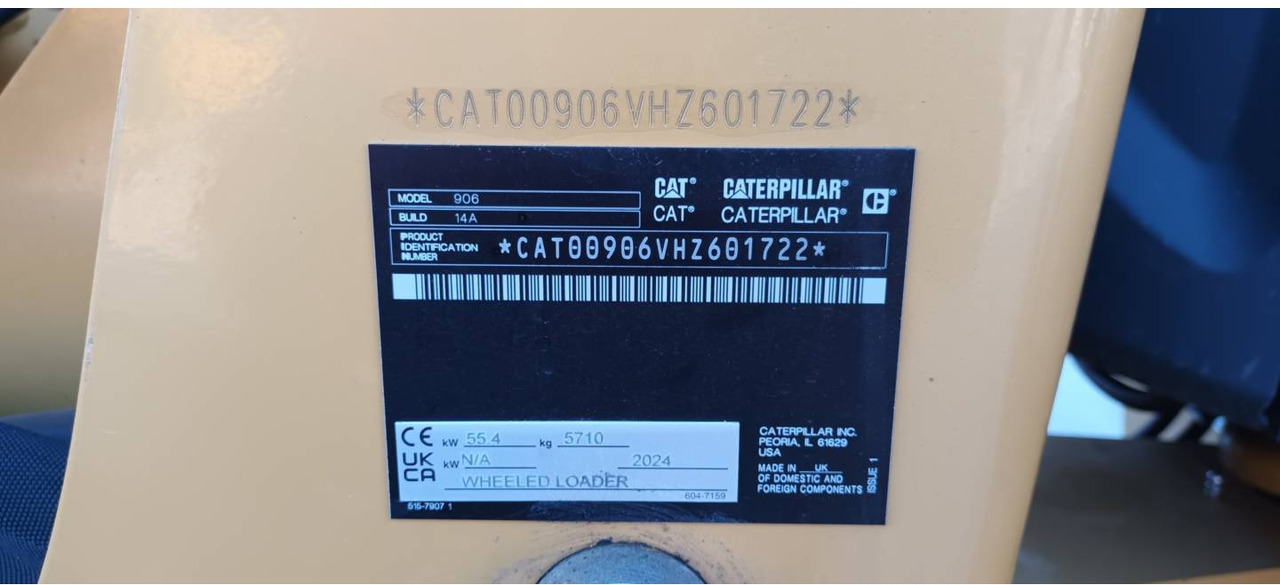 *CAT00906VHZ601722*
MODEL 906
BUILD 14A
CAT® CATERPILLAR®
CAT® CATERPILLAR®
PRODUCT
IDENTIFICATION
NUMBER
*CAT00906VHZ601722*
CE kW 55.4 kg 5710
UK
CA
kW N/A 2024
WHEELED LOADER
604-7159
515-7907 1
CATERPILLAR INC.
PEORIA, IL 61629
USA
MADE IN UK
OF DOMESTIC AND
FOREIGN COMPONENTS
ISSUE 1